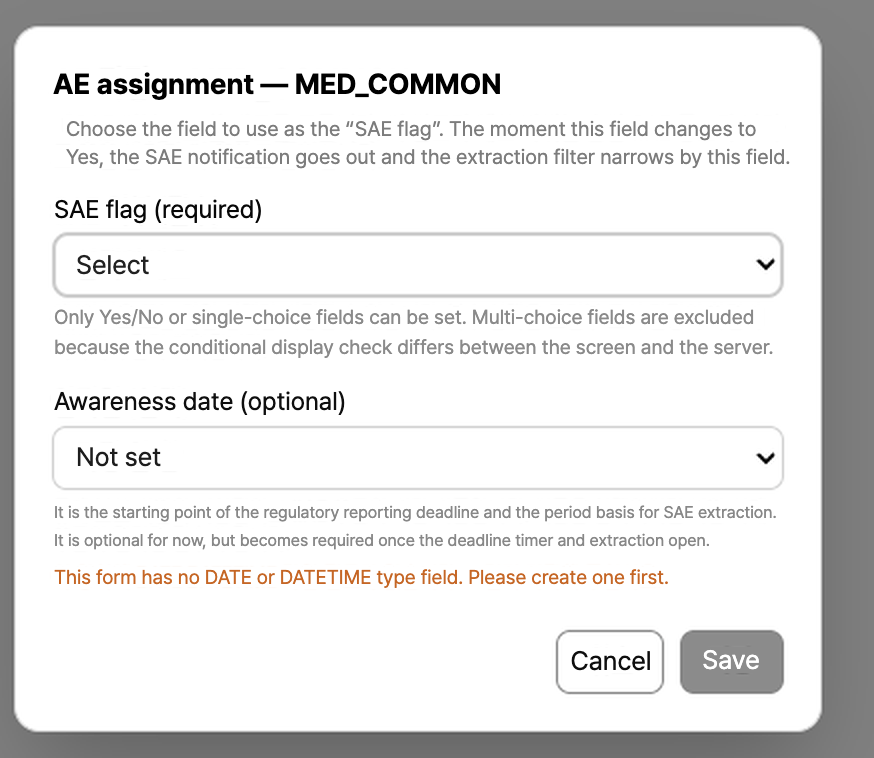 AE assignment — MED_COMMON
Choose the field to use as the “SAE flag”. The moment this field changes to
Yes, the SAE notification goes out and the extraction filter narrows by this field.
SAE flag (required)
Select
Only Yes/No or single-choice fields can be set. Multi-choice fields are excluded
because the conditional display check differs between the screen and the server.
Awareness date (optional)
Not set
It is the starting point of the regulatory reporting deadline and the period basis for SAE extraction.
It is optional for now, but becomes required once the deadline timer and extraction open.
This form has no DATE or DATETIME type field. Please create one first.
Cancel Save